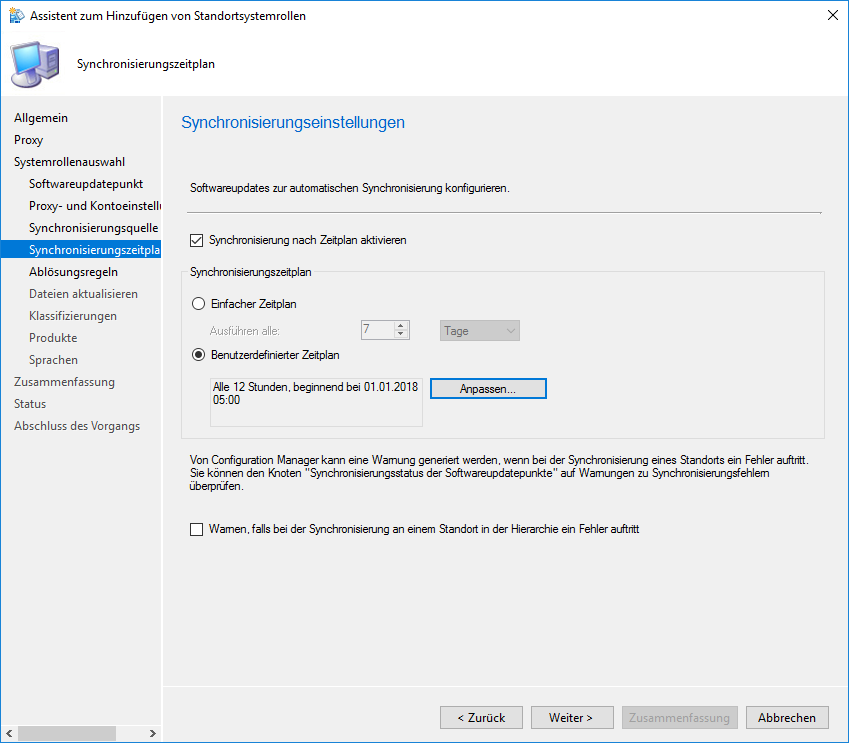 Assistent zum Hinzufügen von Standortsystemrollen
Synchronisierungszeitplan
Allgemein
Proxy
Systemrollenauswahl
Softwareupdatepunkt
Proxy- und Kontoeinstell
Synchronisierungsquelle
Synchronisierungszeitpla
Ablösungsregeln
Dateien aktualisieren
Klassifizierungen
Produkte
Sprachen
Zusammenfassung
Status
Abschluss des Vorgangs
Synchronisierungseinstellungen
Softwareupdates zur automatischen Synchronisierung konfigurieren.
Synchronisierung nach Zeitplan aktivieren
Synchronisierungszeitplan
Einfacher Zeitplan
Ausführen alle: 7 Tage
Benutzerdefinierter Zeitplan
Alle 12 Stunden, beginnend bei 01.01.2018
05:00
Anpassen...
Von Configuration Manager kann eine Warnung generiert werden, wenn bei der Synchronisierung eines Standorts ein Fehler auftritt.
Sie können den Knoten "Synchronisierungsstatus der Softwareupdatepunkte" auf Warnungen zu Synchronisierungsfehlern
überprüfen.
Warnen, falls bei der Synchronisierung an einem Standort in der Hierarchie ein Fehler auftritt
< Zurück Weiter > Zusammenfassung Abbrechen